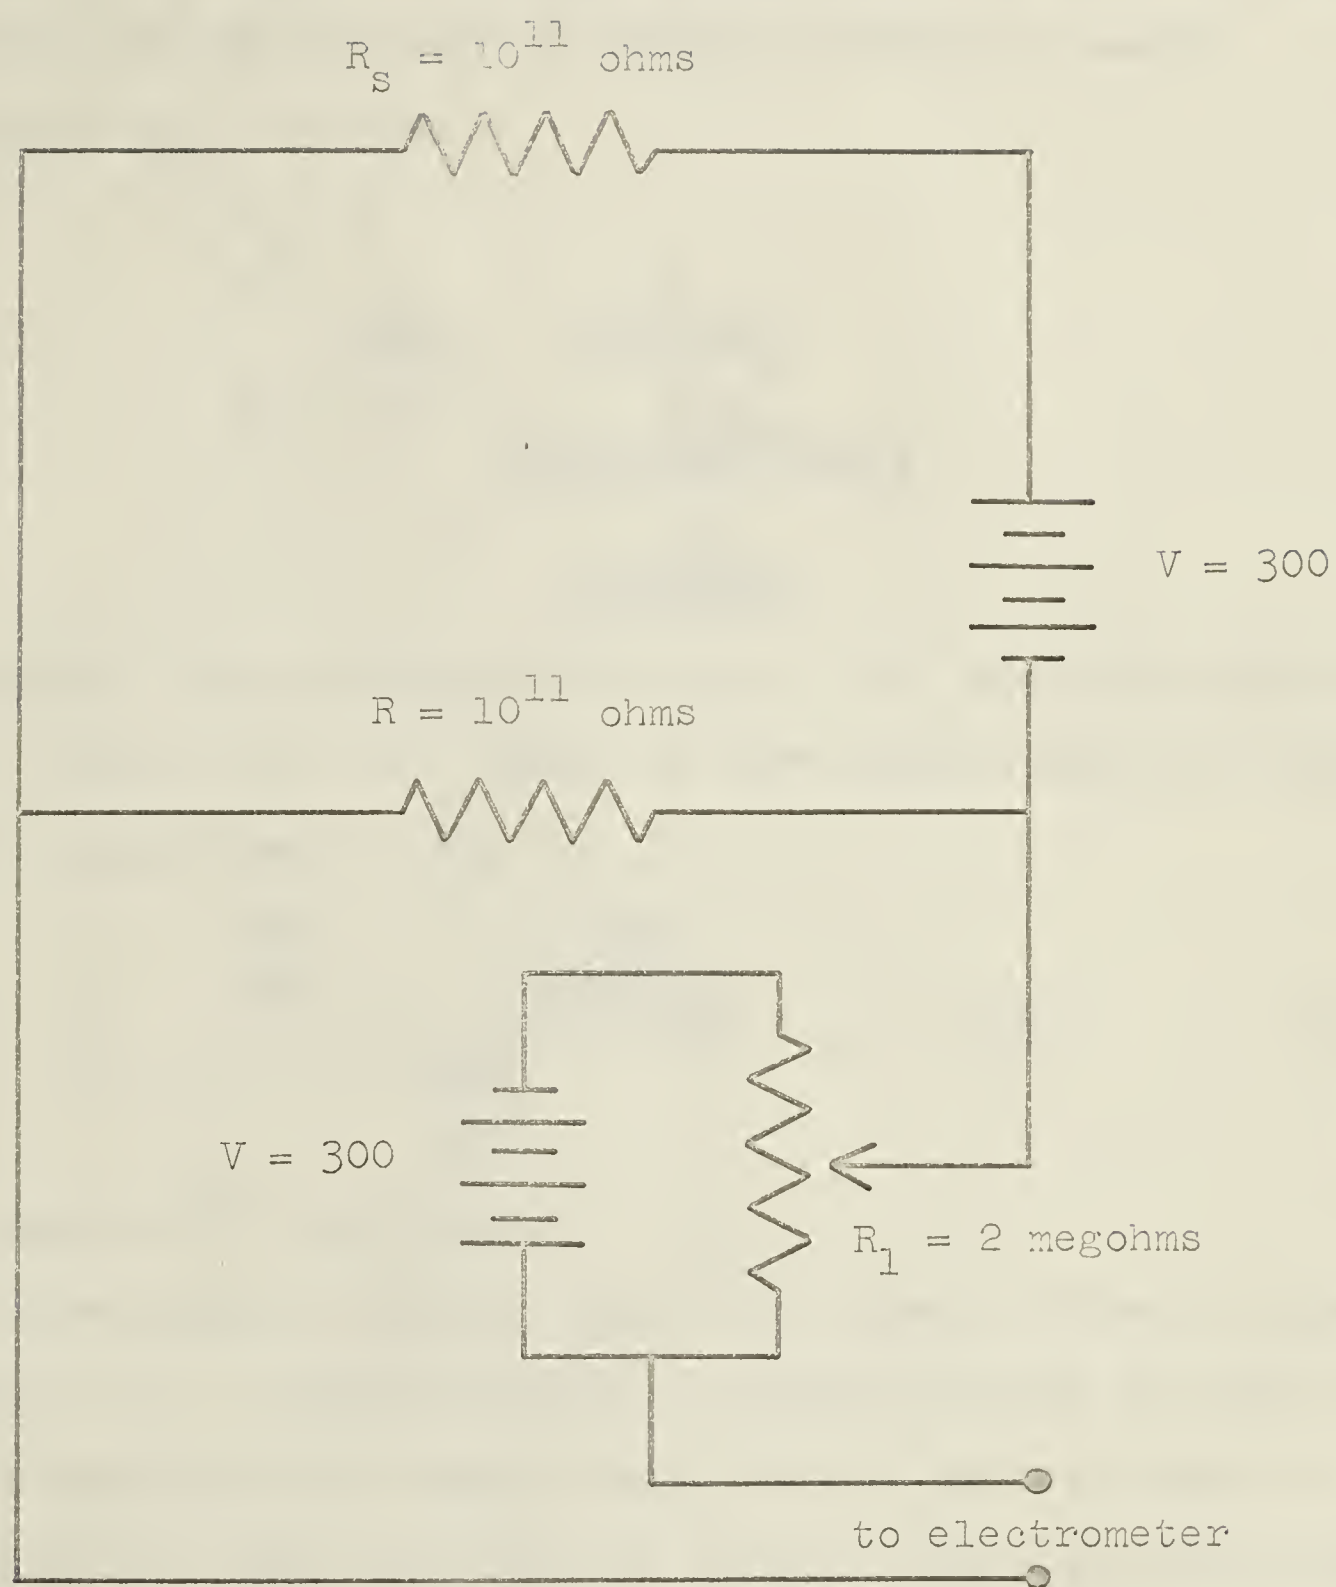 R_s = 10^11 ohms
V = 300
R = 10^11 ohms
V = 300
R_1 = 2 megohms
to electrometer